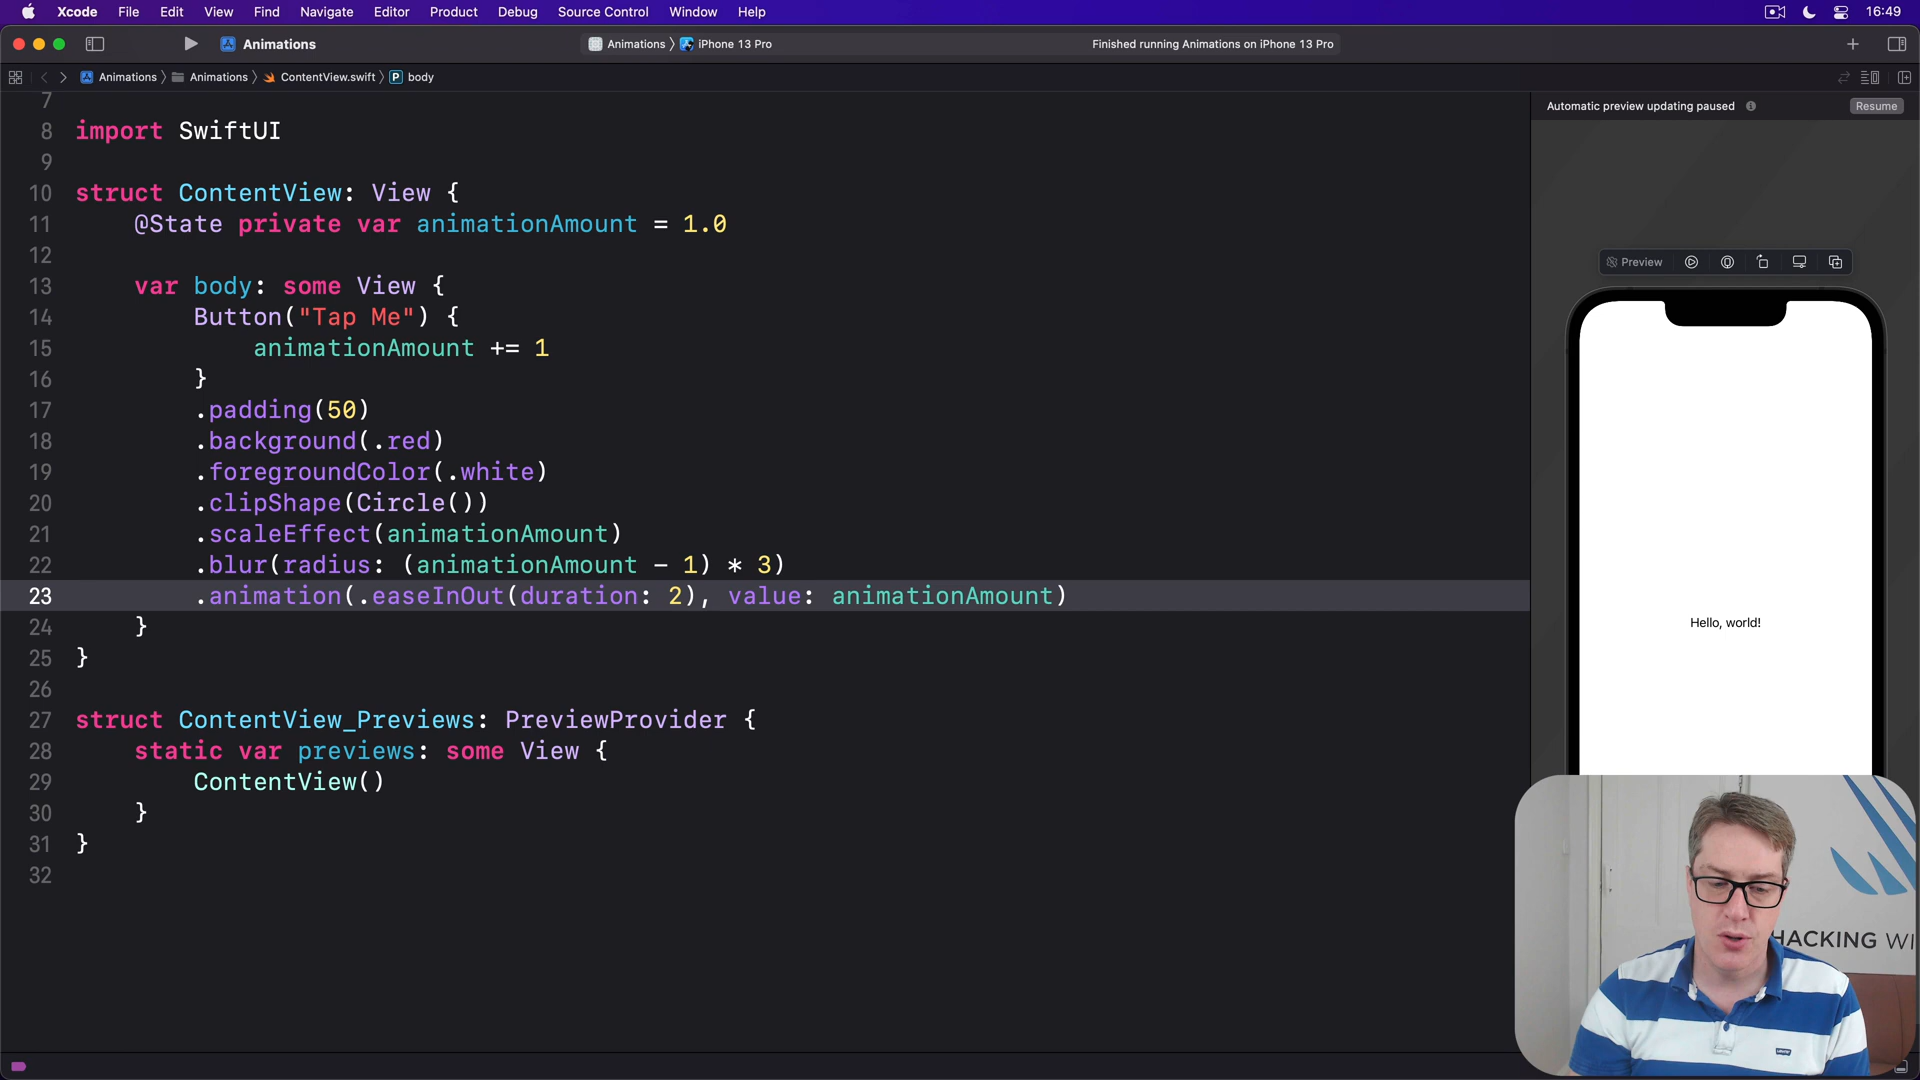 Xcode File Edit View Find Navigate Editor Product Debug Source Control Window Help 16:49
Animations Animations iPhone 13 Pro Finished running Animations on iPhone 13 Pro
Animations Animations ContentView.swift P body
Automatic preview updating paused Resume
7
8 import SwiftUI
9
10 struct ContentView: View {
11 @State private var animationAmount = 1.0
12
13 var body: some View {
14 Button("Tap Me") {
15 animationAmount += 1
16 }
17 .padding(50)
18 .background(.red)
19 .foregroundColor(.white)
20 .clipShape(Circle())
21 .scaleEffect(animationAmount)
22 .blur(radius: (animationAmount - 1) * 3)
23 .animation(.easeInOut(duration: 2), value: animationAmount)
24 }
25 }
26
27 struct ContentView_Previews: PreviewProvider {
28 static var previews: some View {
29 ContentView()
30 }
31 }
32
Preview
Hello, world!
HACKING WI